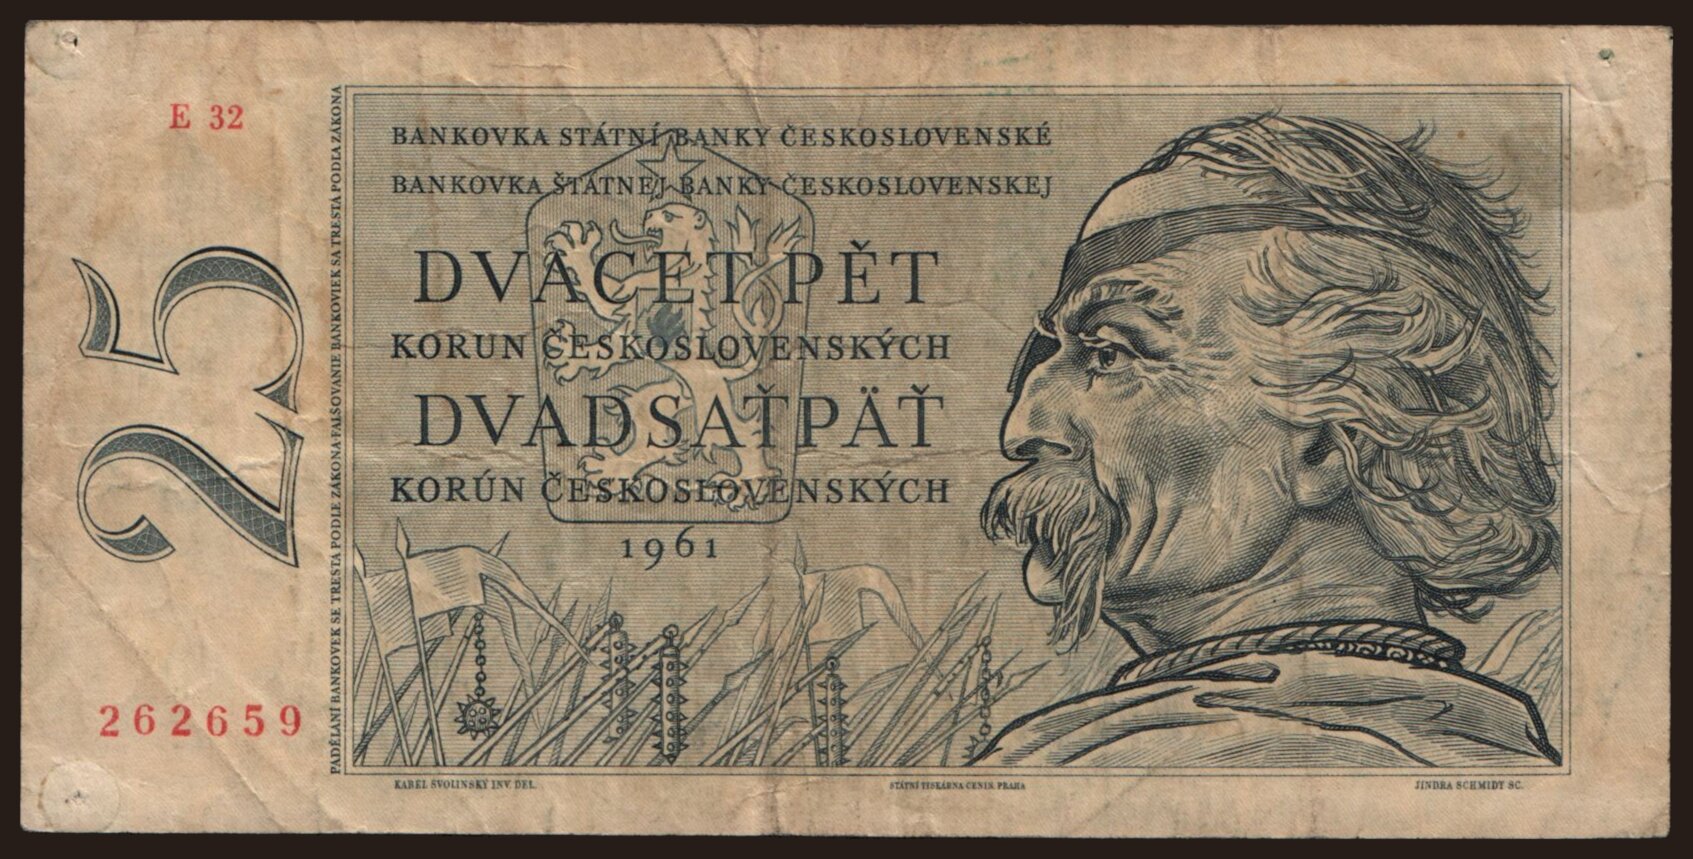 E 32
BANKOVKA STÁTNÍ BANKY ČESKOSLOVENSKÉ
BANKOVKA ŠTÁTNEJ BANKY ČESKOSLOVENSKEJ
DVACET PĚT
KORUN ČESKOSLOVENSKÝCH
DVADSAŤPÄŤ
KORÚN ČESKOSLOVENSKÝCH
1961
25
262659
PADĚLÁNÍ BANKOVEK SE TRESTÁ PODLE ZÁKONA FALŠOVANIE BANKOVIEK SA TRESTÁ PODĽA ZÁKONA
KAREL SVOLINSKÝ INV. DEL.
STÁTNÍ TISKÁRNA CENIN, PRAHA
JINDRA SCHMIDT SC.